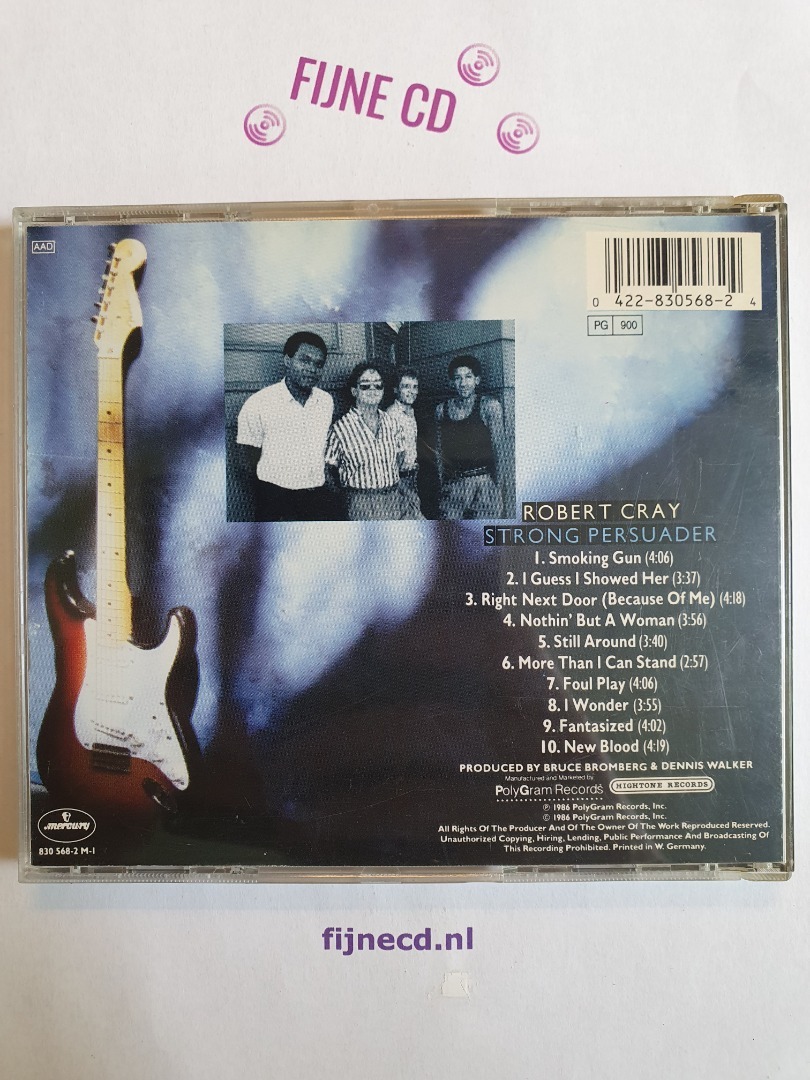 FIJNE CD
AAD
0 422-830568-2 4
PG 900
ROBERT CRAY
STRONG PERSUADER
1. Smoking Gun (4:06)
2. I Guess I Showed Her (3:37)
3. Right Next Door (Because Of Me) (4:18)
4. Nothin' But A Woman (3:56)
5. Still Around (3:40)
6. More Than I Can Stand (2:57)
7. Foul Play (4:06)
8. I Wonder (3:55)
9. Fantasized (4:02)
10. New Blood (4:19)
PRODUCED BY BRUCE BROMBERG & DENNIS WALKER
Manufactured and Marketed by
PolyGram Records
HIGHTONE RECORDS
℗ 1986 PolyGram Records, Inc.
© 1986 PolyGram Records, Inc.
All Rights Of The Producer And Of The Owner Of The Work Reproduced Reserved.
Unauthorized Copying, Hiring, Lending, Public Performance And Broadcasting Of
This Recording Prohibited. Printed in W. Germany.
mercury
830 568-2 M-1
fijnecd.nl